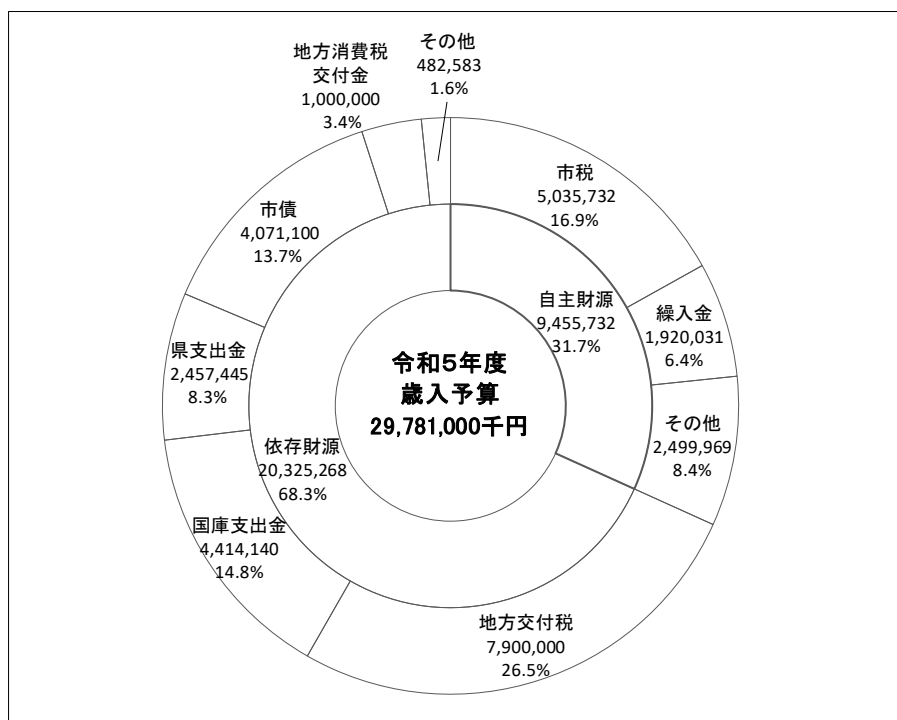 地方消費税
交付金
1,000,000
3.4%
その他
482,583
1.6%
市税
5,035,732
16.9%
繰入金
1,920,031
6.4%
その他
2,499,969
8.4%
地方交付税
7,900,000
26.5%
国庫支出金
4,414,140
14.8%
県支出金
2,457,445
8.3%
市債
4,071,100
13.7%
自主財源
9,455,732
31.7%
依存財源
20,325,268
68.3%
令和5年度
歳入予算
29,781,000千円